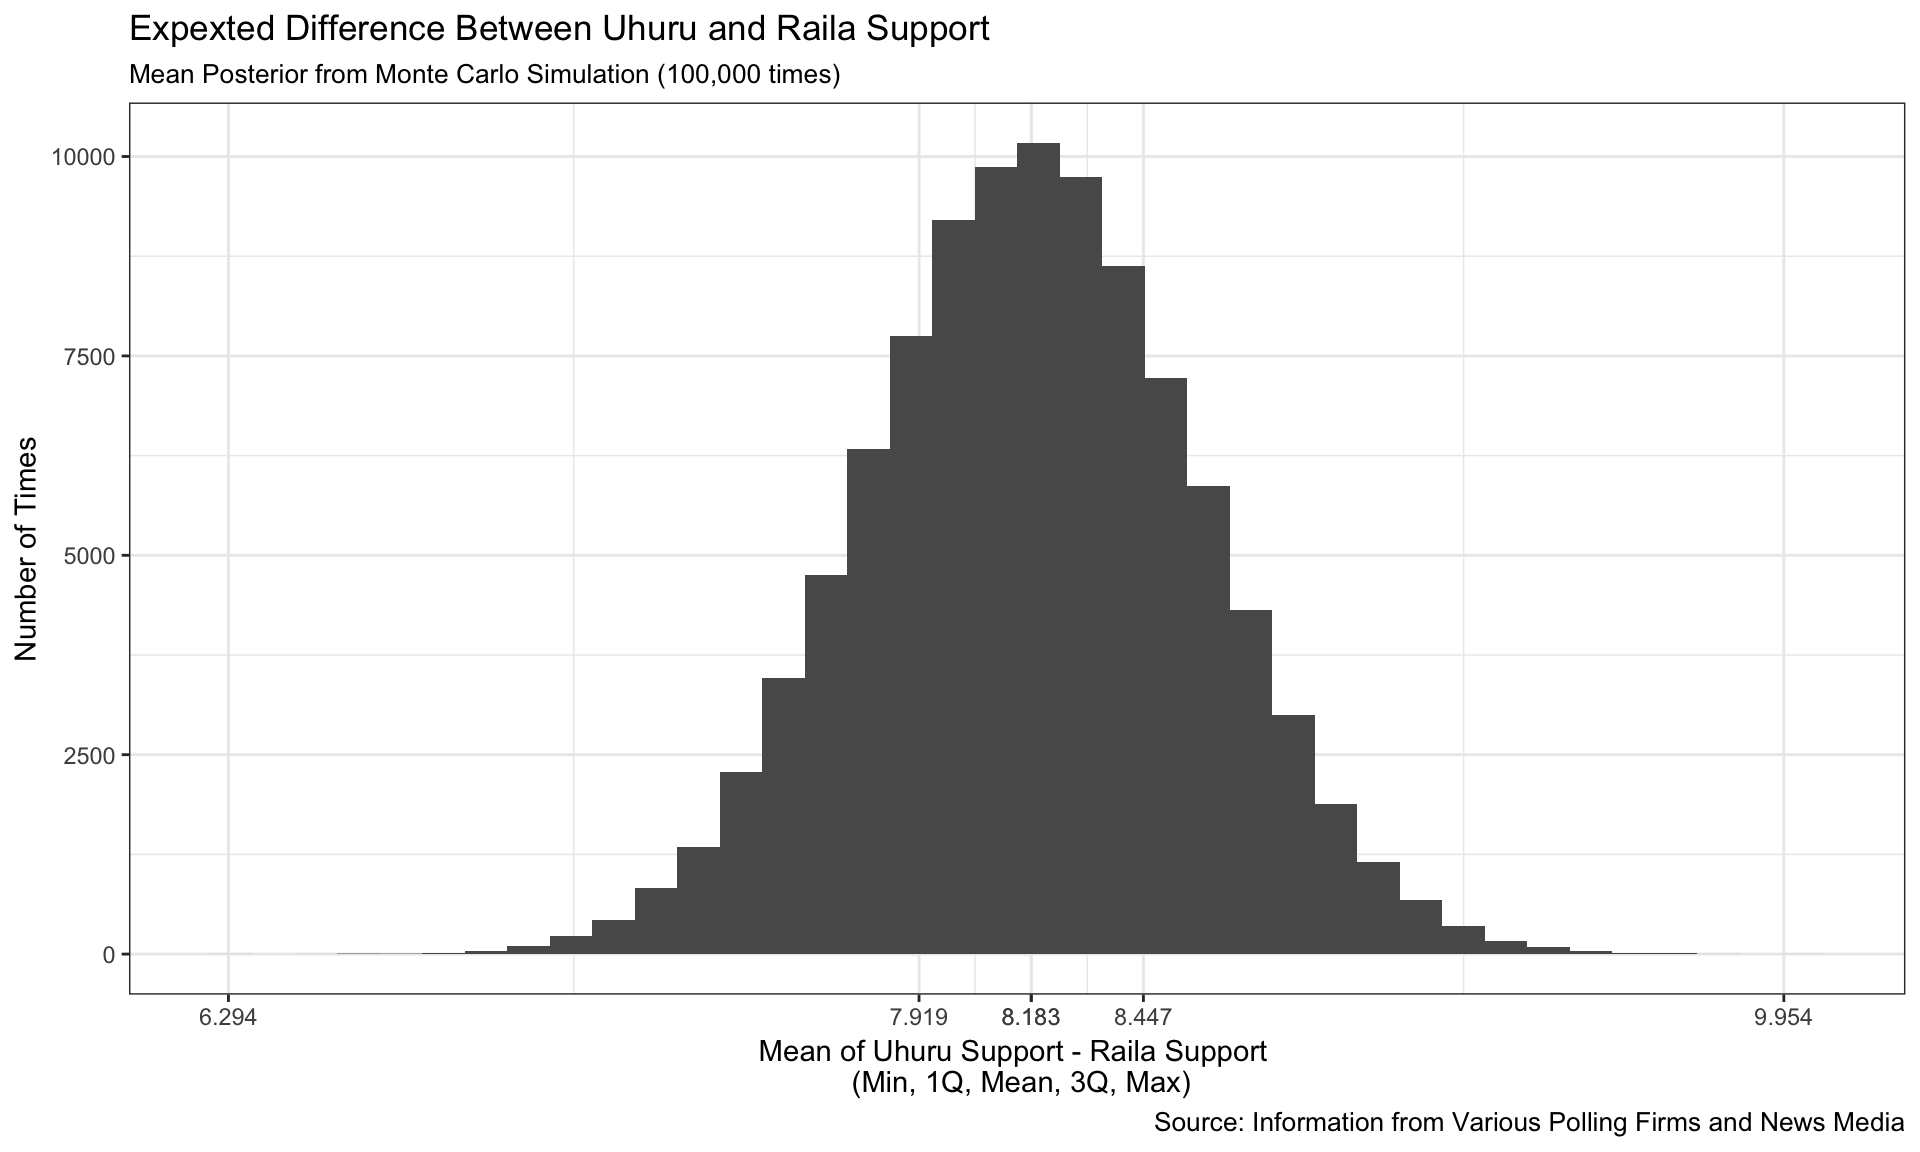 Expexted Difference Between Uhuru and Raila Support
Mean Posterior from Monte Carlo Simulation (100,000 times)
Number of Times
10000
7500
5000
2500
0
6.294 7.919 8.183 8.447 9.954
Mean of Uhuru Support - Raila Support
(Min, 1Q, Mean, 3Q, Max)
Source: Information from Various Polling Firms and News Media